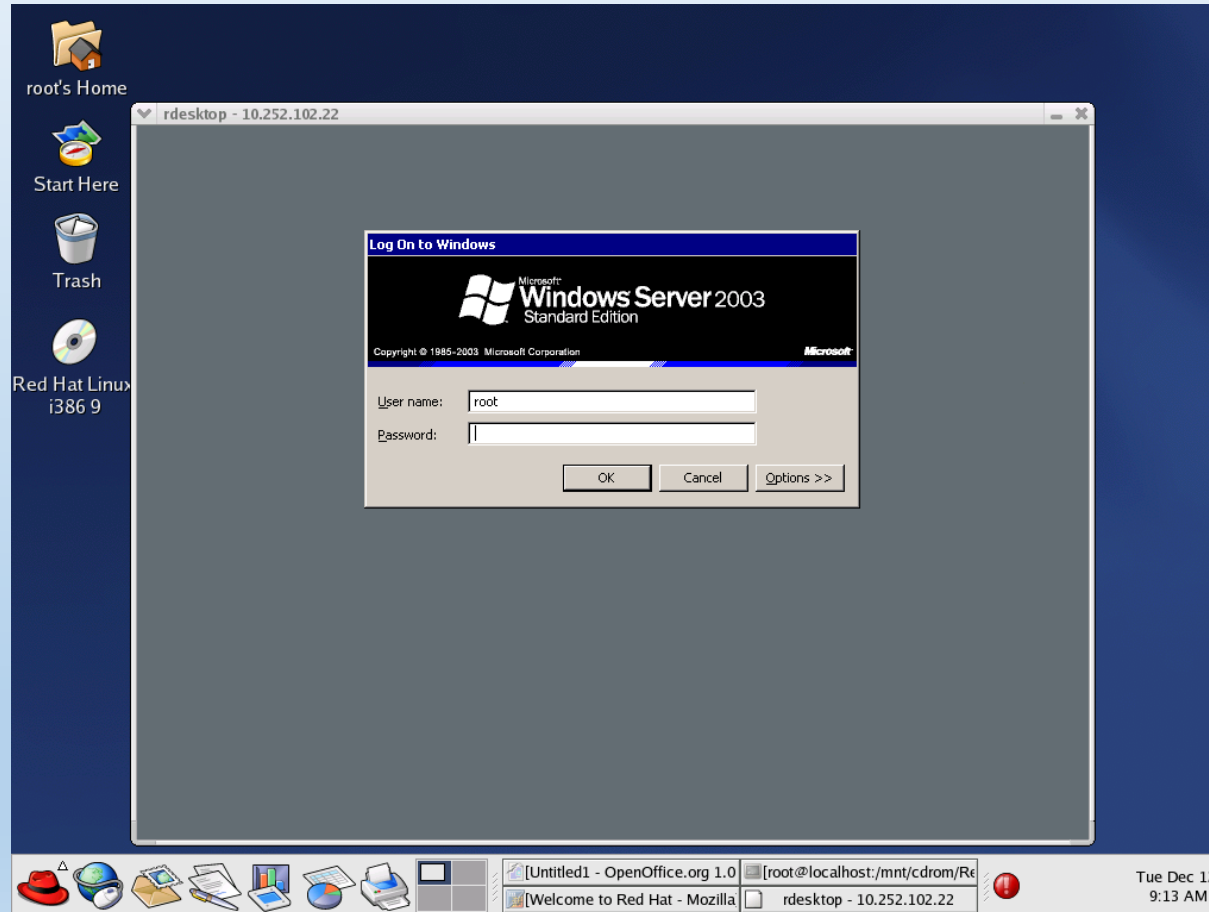 root's Home
rdesktop - 10.252.102.22
Start Here
Trash
Red Hat Linux
i386 9
Log On to Windows
Microsoft
Windows Server 2003
Standard Edition
Copyright © 1985-2003 Microsoft Corporation
Microsoft
User name:
root
Password:
OK
Cancel
Options >>
[Untitled1 - OpenOffice.org 1.0
[root@localhost:/mnt/cdrom/Re
[Welcome to Red Hat - Mozilla
rdesktop - 10.252.102.22
Tue Dec
9:13 AM